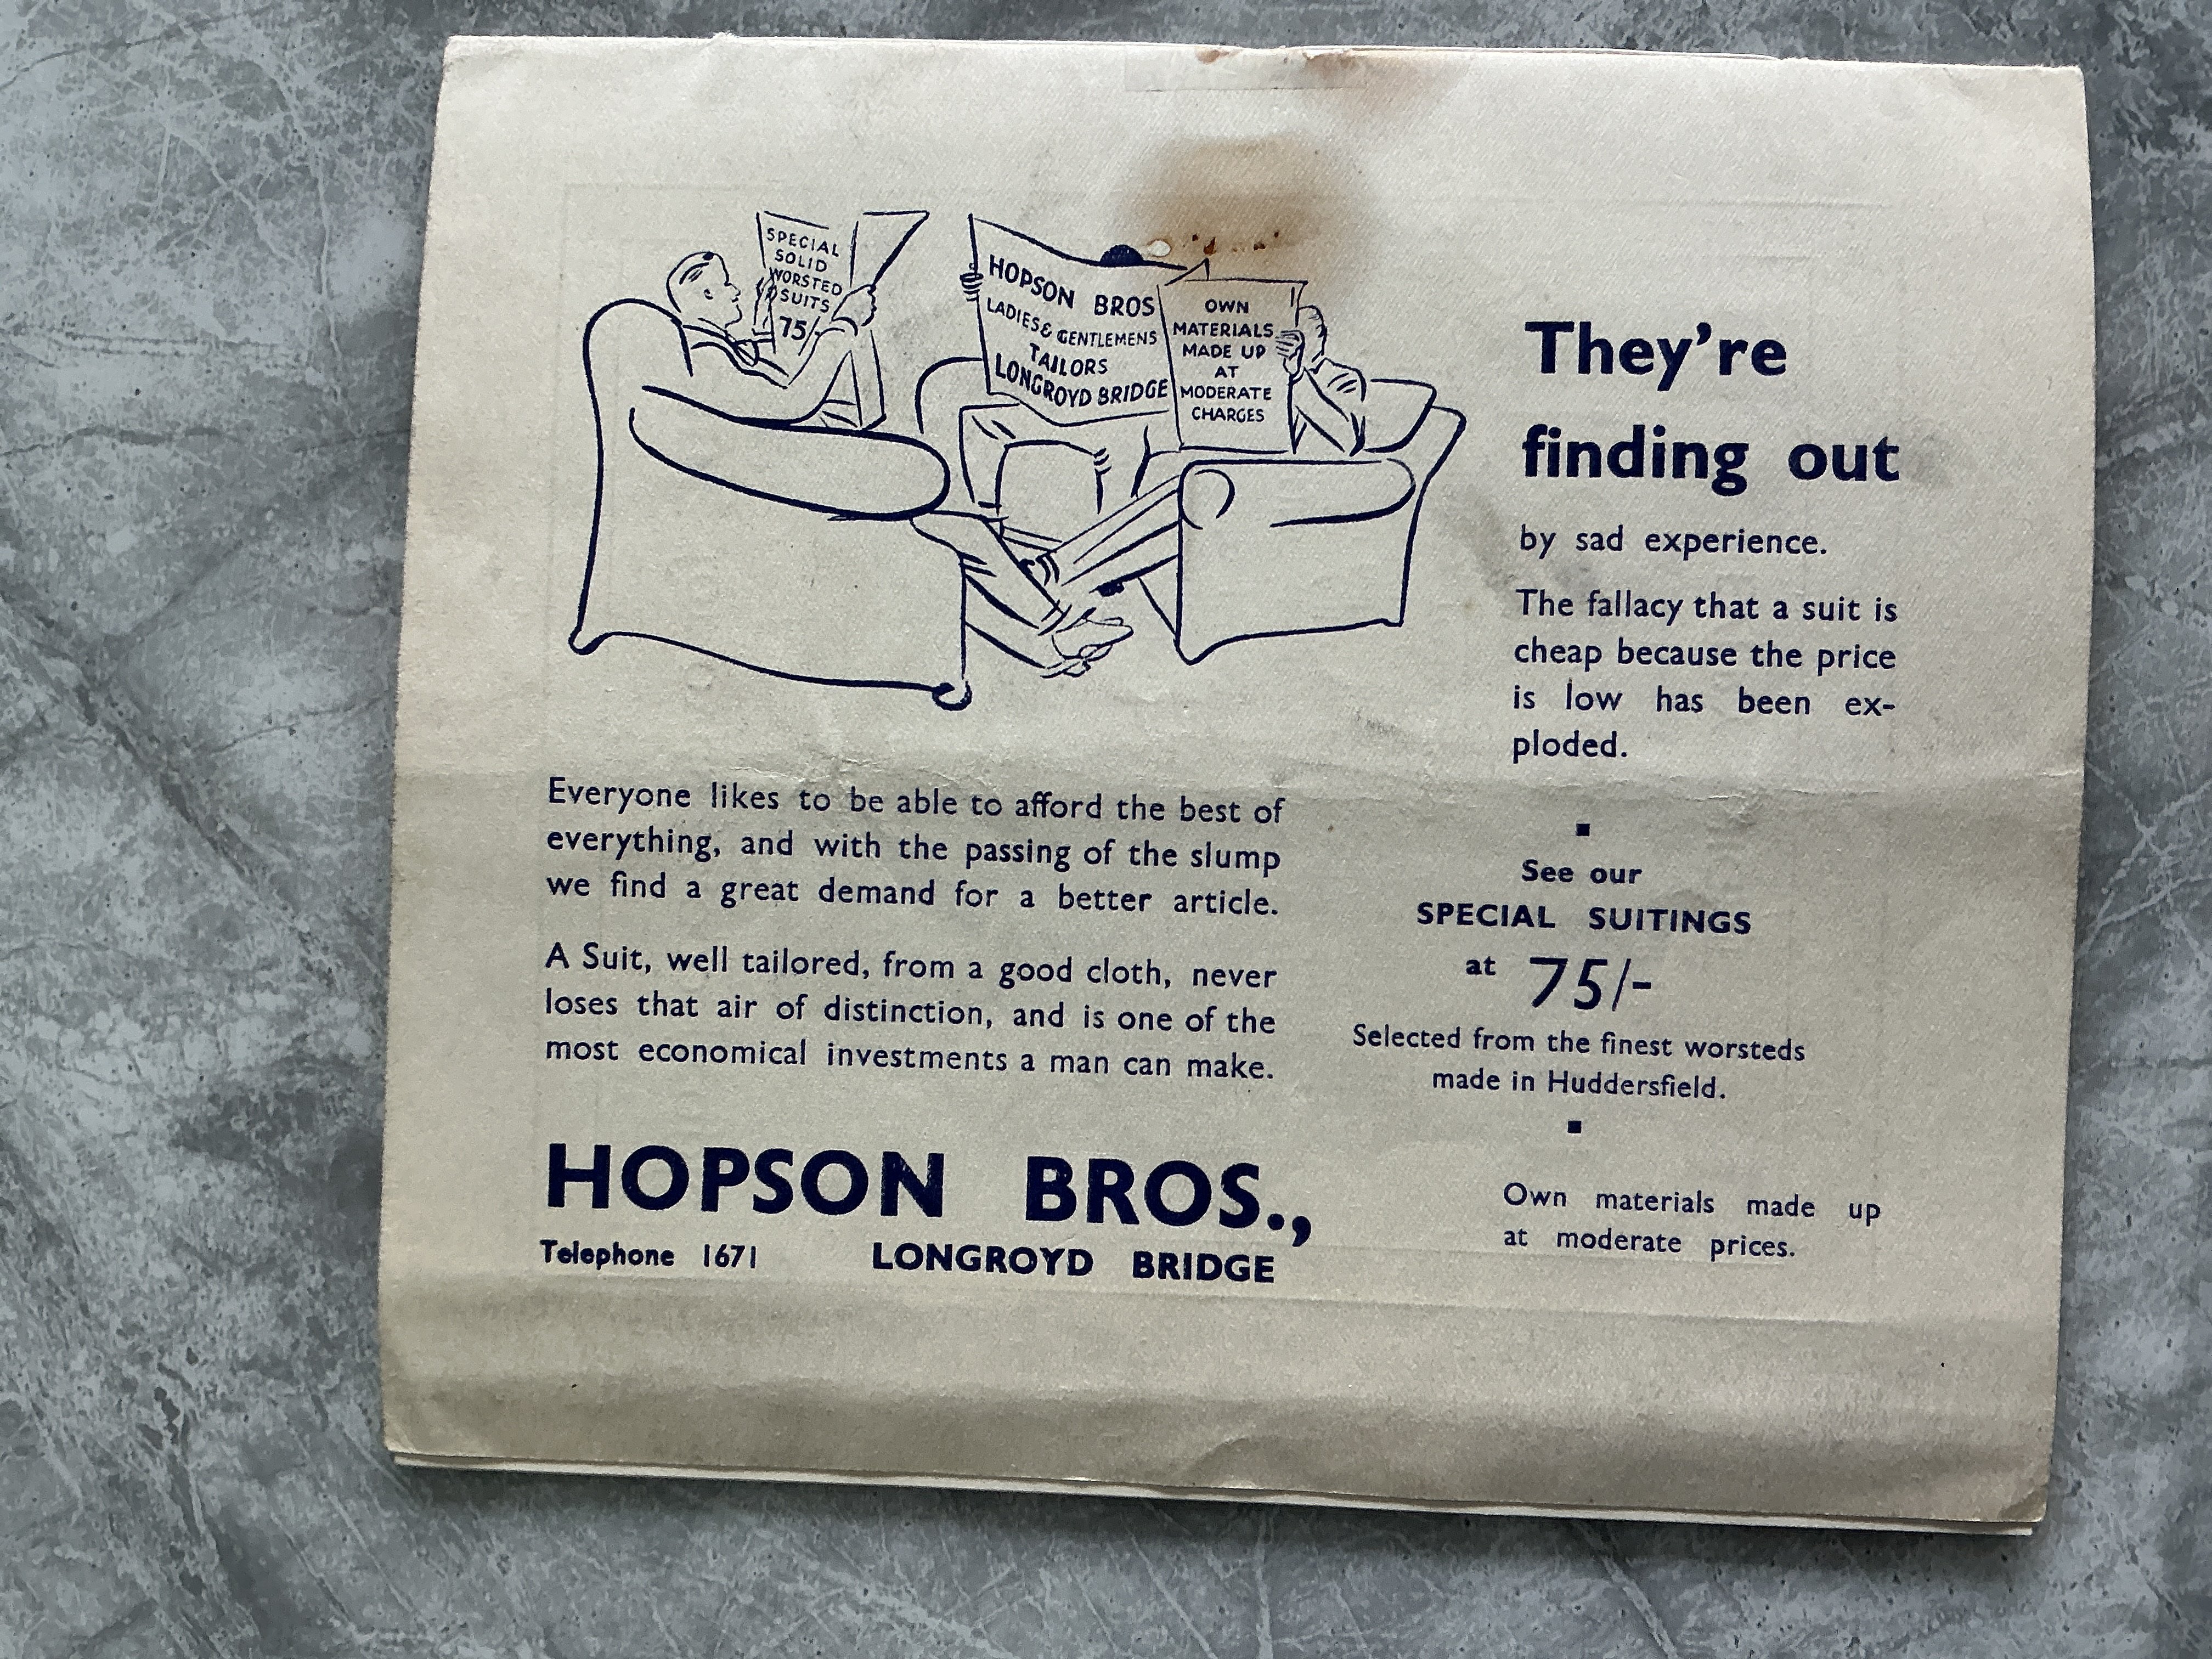 SPECIAL
SOLID
WORSTED
SUITS
75/-
HOPSON BROS
LADIES & GENTLEMENS
TAILORS
LONGROYD BRIDGE
OWN
MATERIALS
MADE UP
AT
MODERATE
CHARGES
They're
finding out
by sad experience.
The fallacy that a suit is
cheap because the price
is low has been ex-
ploded.
Everyone likes to be able to afford the best of
everything, and with the passing of the slump
we find a great demand for a better article.
A Suit, well tailored, from a good cloth, never
loses that air of distinction, and is one of the
most economical investments a man can make.
See our
SPECIAL SUITINGS
at 75/-
Selected from the finest worsteds
made in Huddersfield.
Own materials made up
at moderate prices.
HOPSON BROS.,
Telephone 1671 LONGROYD BRIDGE